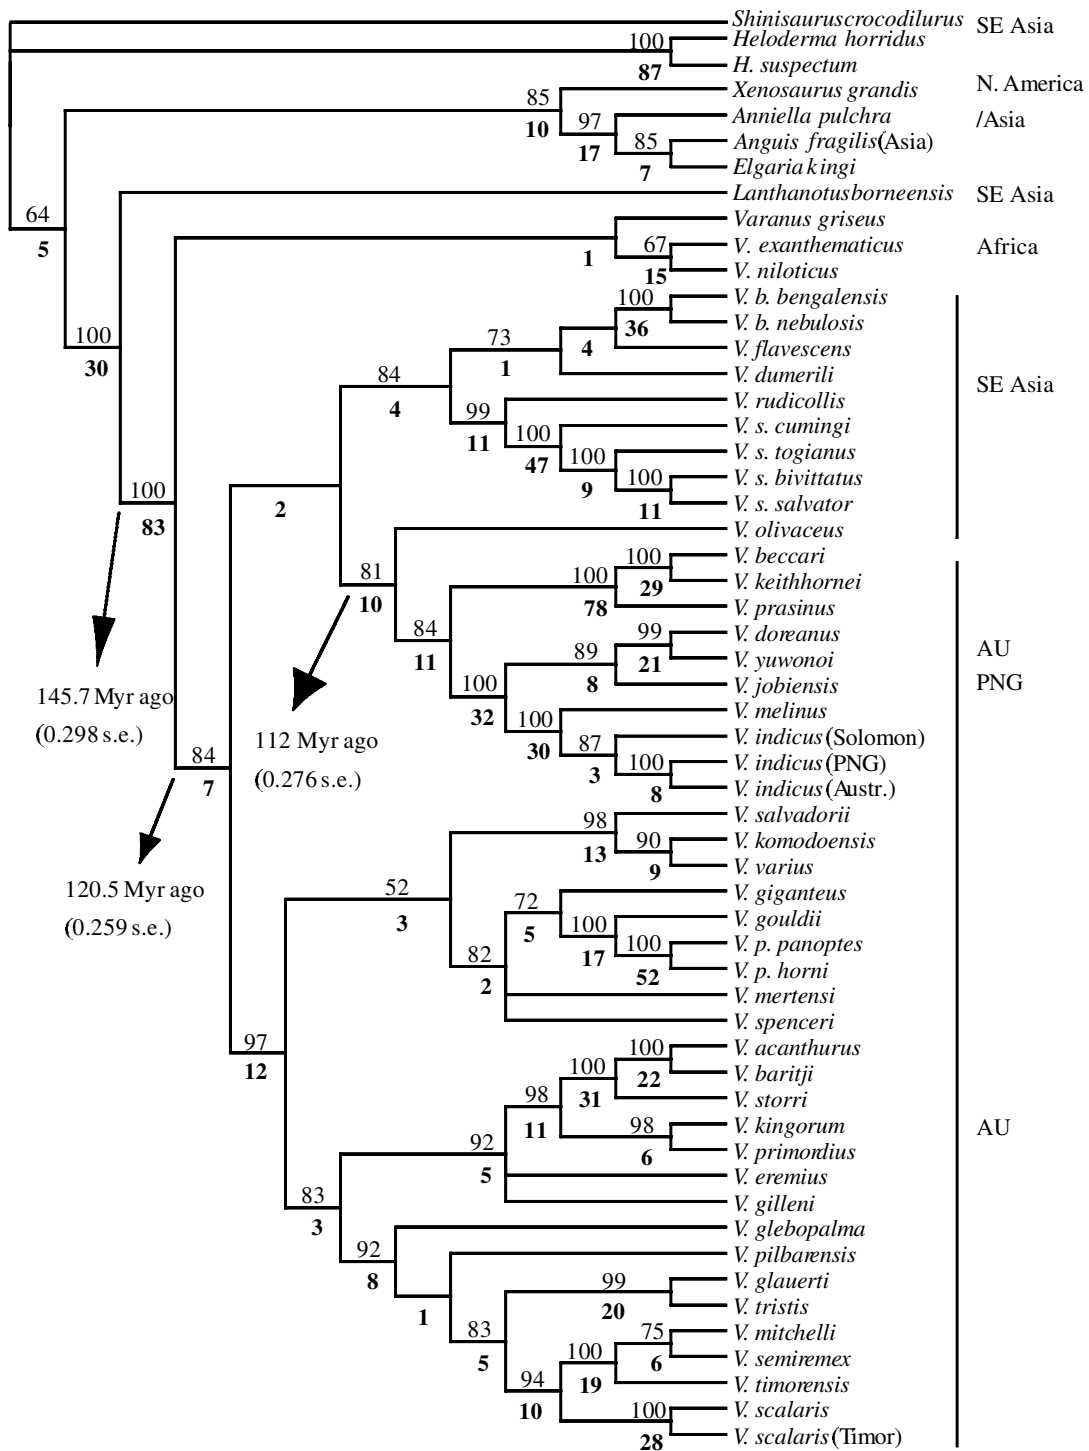 Shinisauruscrocodilurus SE Asia
100 Heloderma horridus
87 H. suspectum
85 Xenosaurus grandis N. America
10 97 Anniella pulchra /Asia
17 85 Anguis fragilis(Asia)
7 Elgariakingi
Lanthanotusborneensis SE Asia
64 Varanus griseus
5 1 67 V. exanthematicus Africa
15 V. niloticus
100 V. b. bengalensis
36 V. b. nebulosis
100 73 4 V. flavescens
30 84 1 V. dumerili SE Asia
4 99 V. rudicollis
11 100 V. s. cumingi
47 100 V. s. togianus
100 9 100 V. s. bivittatus
83 2 11 V. s. salvator
V. olivaceus
100 V. beccari
81 100 29 V. keithhornei
10 78 V. prasinus
84 99 V. doreanus
11 89 21 V. yuwonoi AU
100 8 V. jobiensis PNG
145.7 Myr ago 32 100 V. melinus
(0.298 s.e.) 112 Myr ago 30 87 V. indicus (Solomon)
84 (0.276 s.e.) 3 100 V. indicus (PNG)
7 8 V. indicus (Austr.)
98 V. salvadorii
13 90 V. komodoensis
9 V. varius
120.5 Myr ago 52 72 V. giganteus
(0.259 s.e.) 3 5 100 V. gouldii
82 17 100 V. p. panoptes
2 52 V. p. horni
V. mertensi
V. spenceri
97 100 V. acanthurus
12 100 22 V. baritji
98 31 V. storri
11 98 V. kingorum AU
92 6 V. primordius
5 V. eremius
83 V. gilleni
3 V. glebopalma
92 V. pilbarensis
8 99 V. glauerti
1 20 V. tristis
83 75 V. mitchelli
5 100 6 V. semiremex
94 19 V. timorensis
10 100 V. scalaris
28 V. scalaris (Timor)